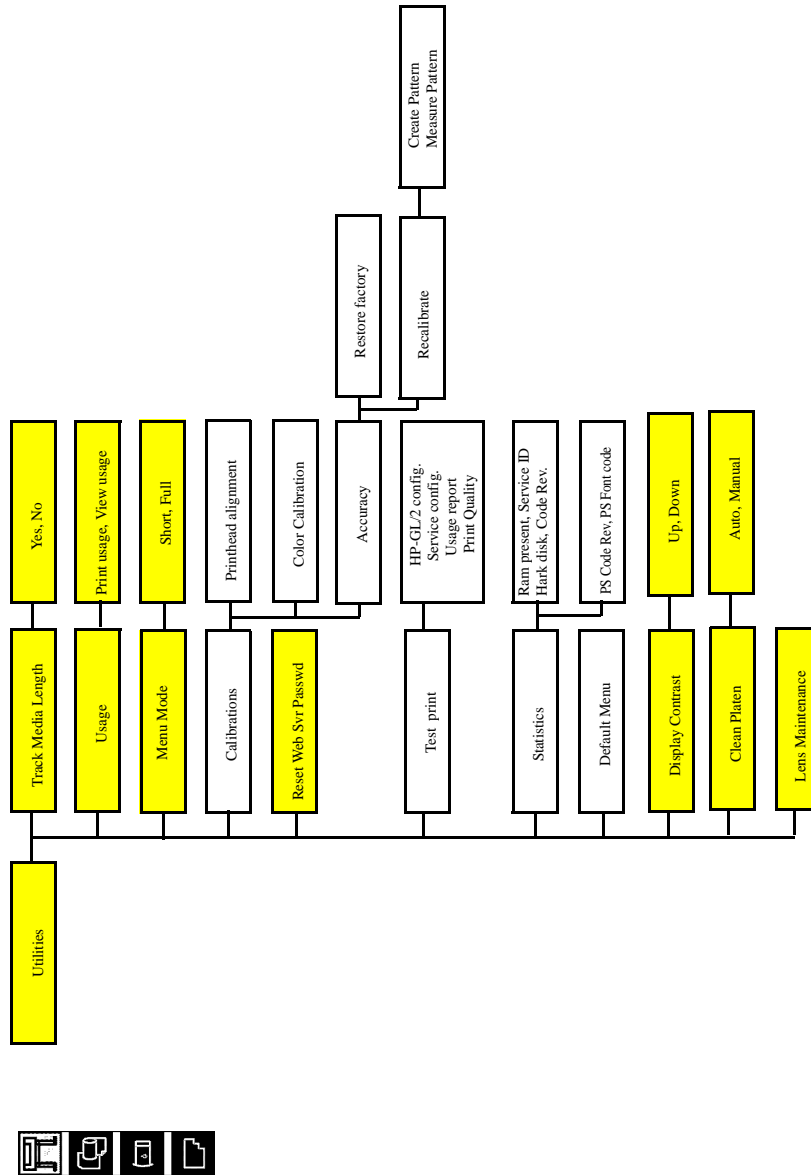 Utilities
Track Media Length
Yes, No
Usage
Print usage, View usage
Menu Mode
Short, Full
Calibrations
Printhead alignment
Color Calibration
Accuracy
Restore factory
Recalibrate
Create Pattern
Measure Pattern
Reset Web Svr Passwd
Test print
HP-GL/2 config.
Service config.
Usage report
Print Quality
Statistics
Ram present, Service ID
Hark disk, Code Rev.
PS Code Rev, PS Font code
Default Menu
Display Contrast
Up, Down
Clean Platen
Auto, Manual
Lens Maintenance